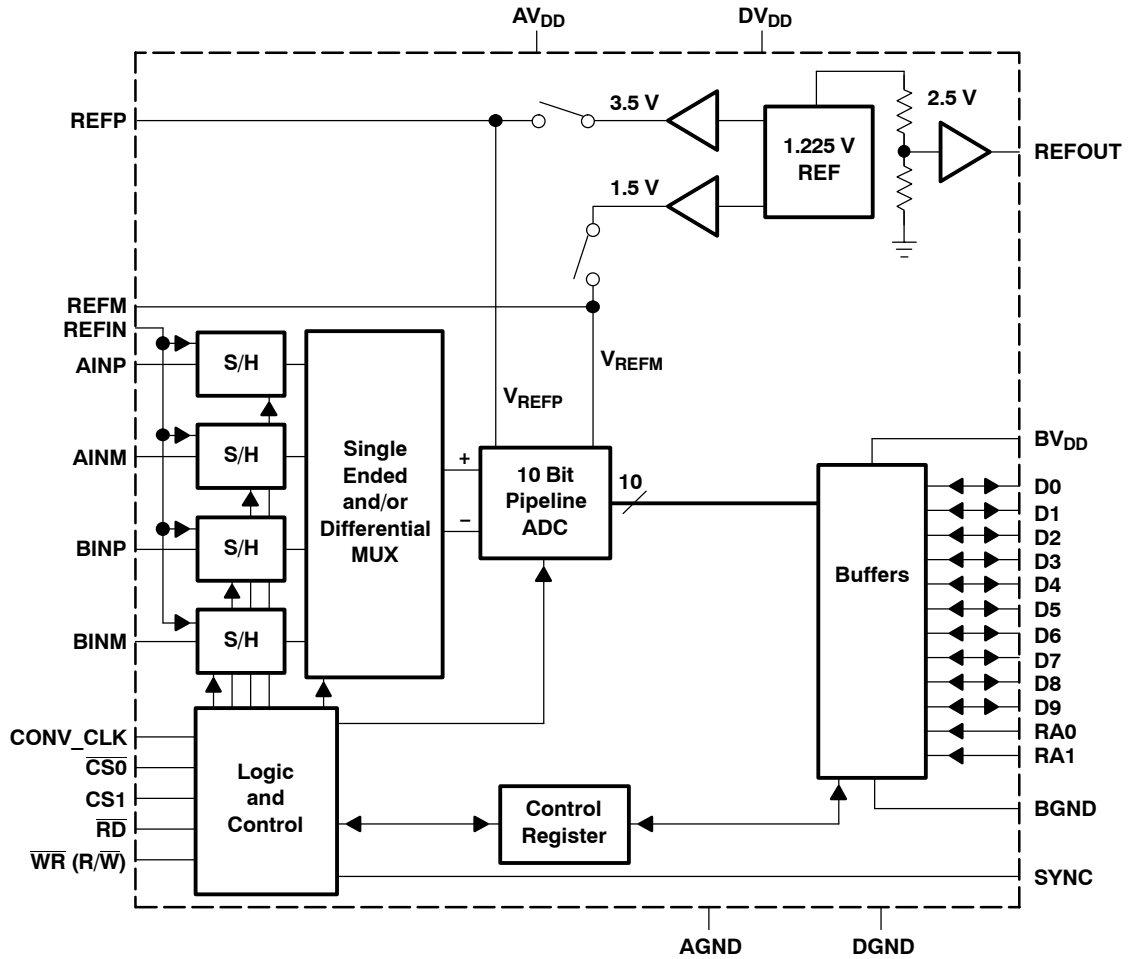 AVDD
DVDD
REFP
3.5 V
2.5 V
1.225 V
REF
REFOUT
1.5 V
REFM
REFIN
AINP
S/H
VREFM
VREFP
AINM
S/H
Single
Ended
and/or
Differential
MUX
+
−
10 Bit
Pipeline
ADC
10
BINP
S/H
BINM
S/H
Buffers
BVDD
D0
D1
D2
D3
D4
D5
D6
D7
D8
D9
RA0
RA1
BGND
CONV_CLK
C̅S̅0̅
CS1
R̅D̅
W̅R̅ (R/W̅)
Logic
and
Control
Control
Register
SYNC
AGND
DGND